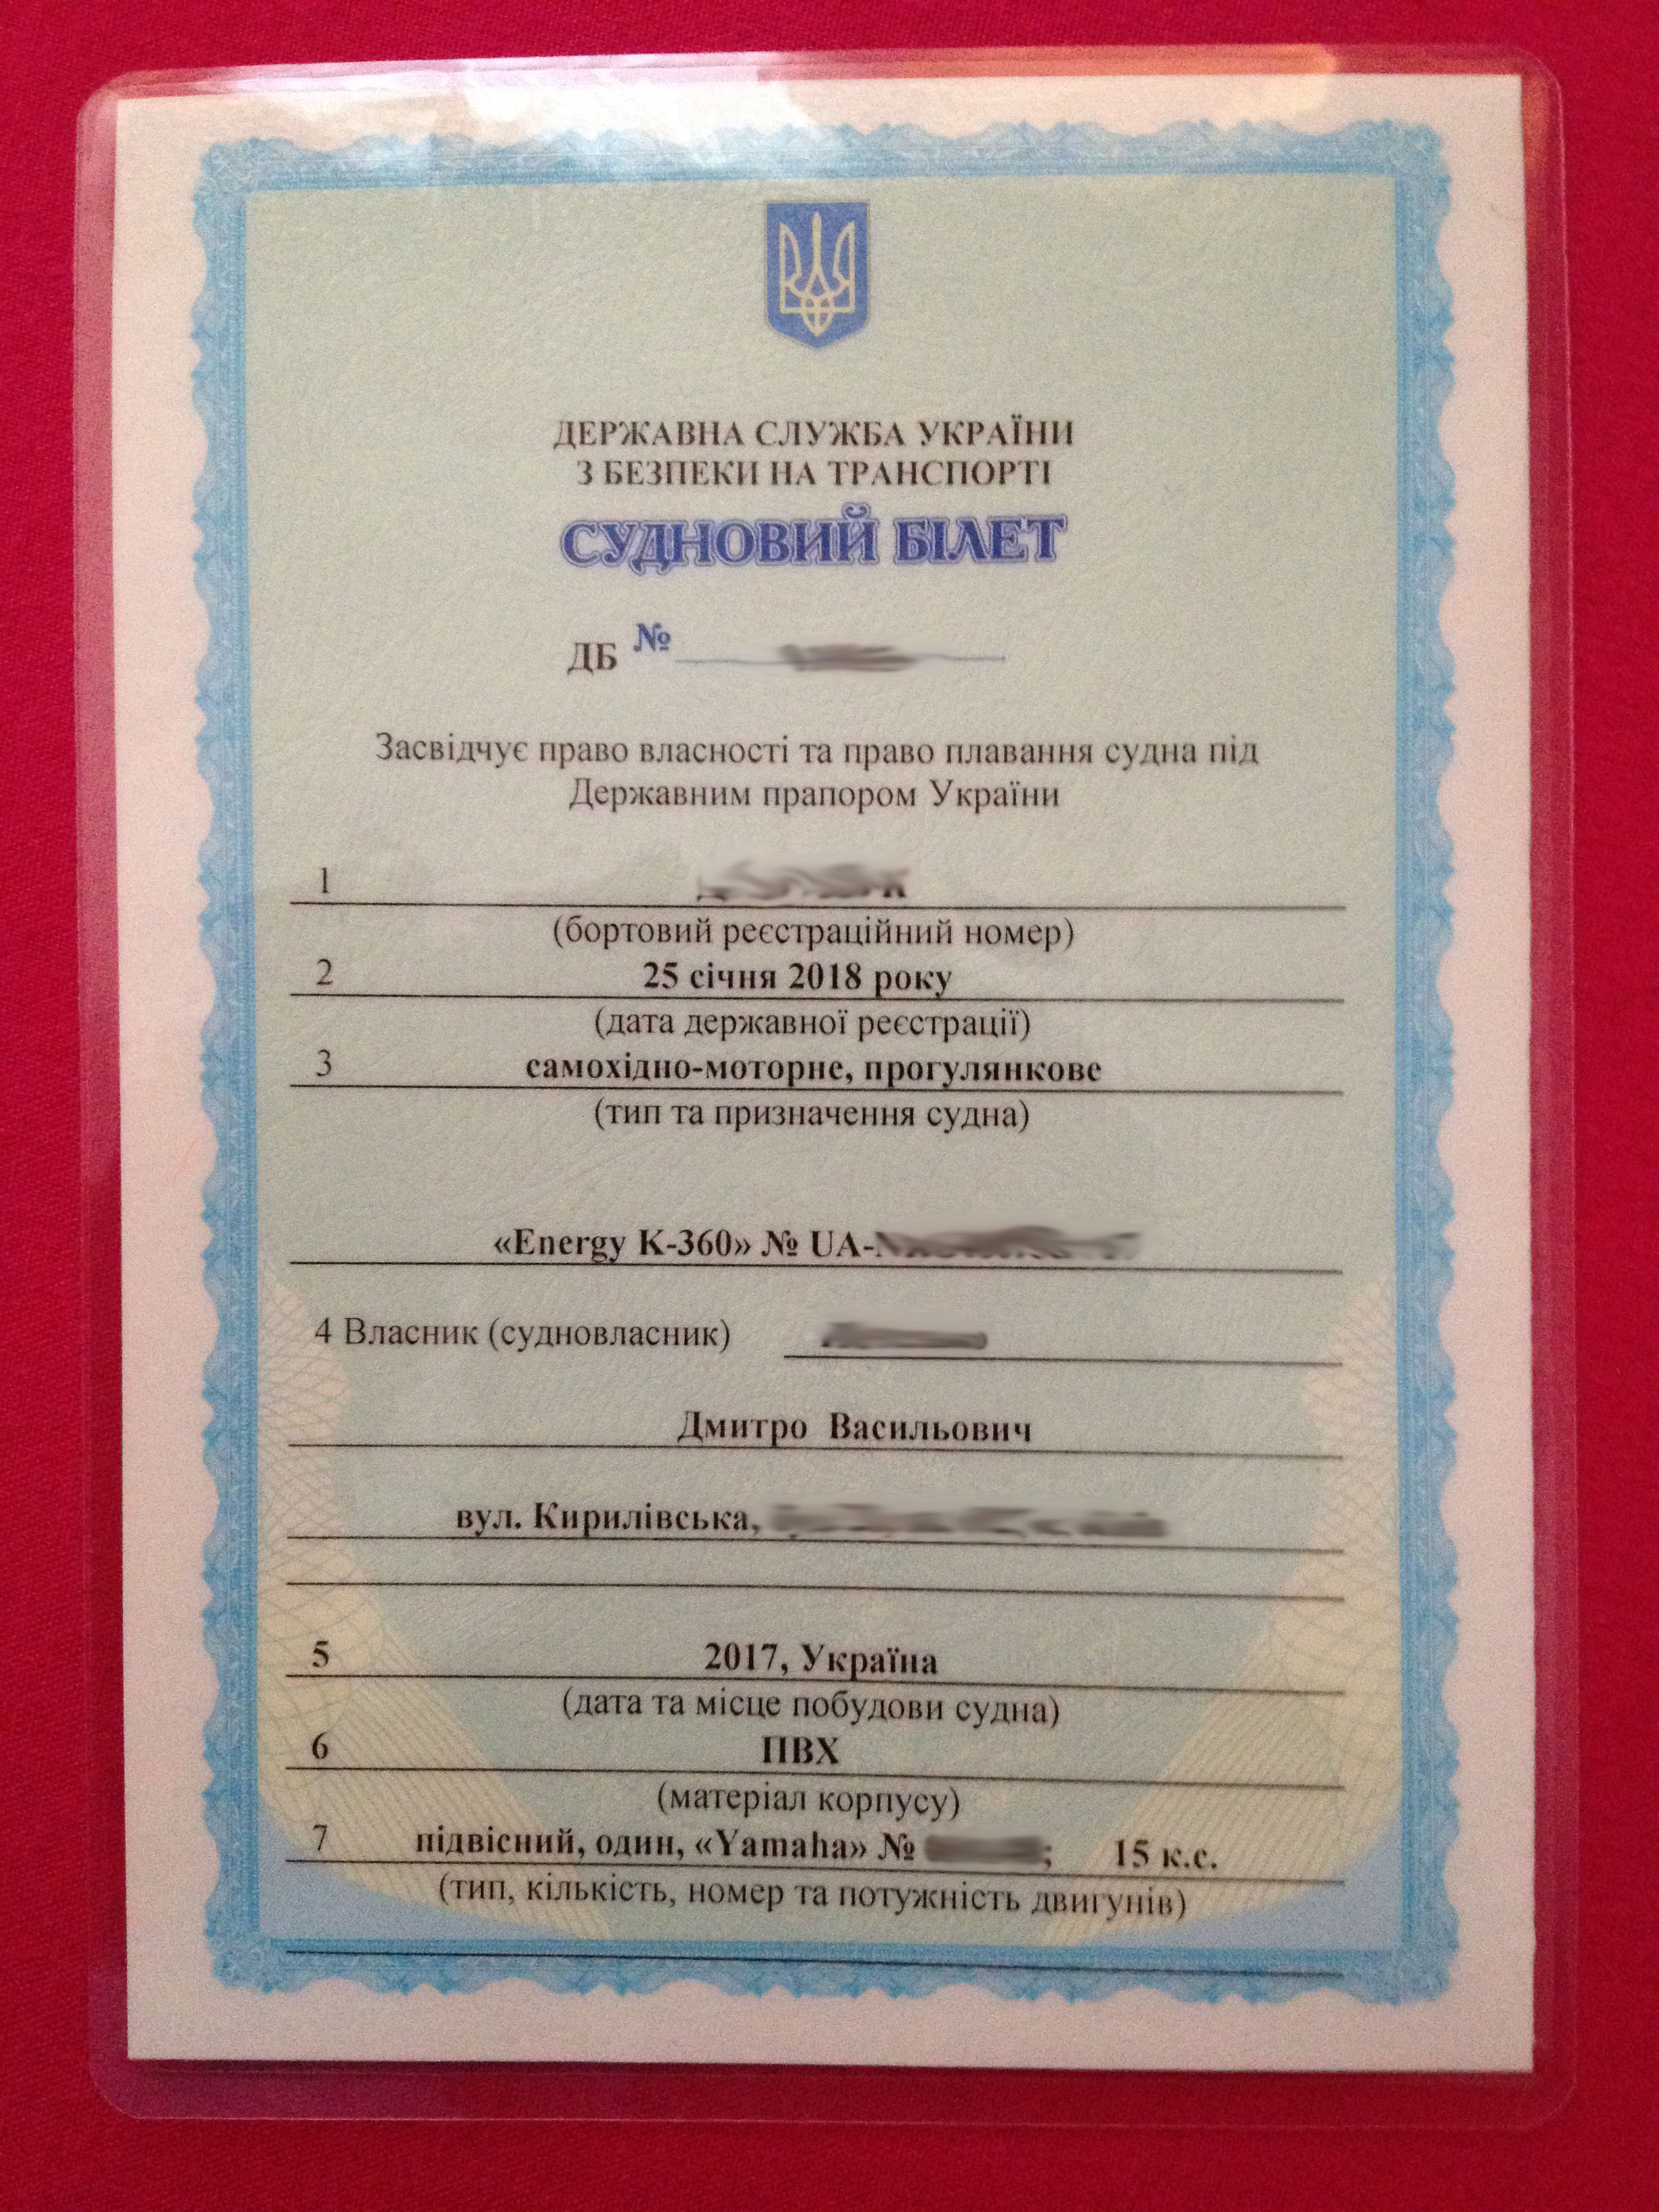 ДЕРЖАВНА СЛУЖБА УКРАЇНИ
З БЕЗПЕКИ НА ТРАНСПОРТІ
СУДНОВИЙ БІЛЕТ
ДБ №
Засвідчує право власності та право плавання судна під
Державним прапором України
1
(бортовий реєстраційний номер)
2 25 січня 2018 року
(дата державної реєстрації)
3 самохідно-моторне, прогулянкове
(тип та призначення судна)
«Energy K-360» № UA-
4 Власник (судновласник)
Дмитро Васильович
вул. Кирилівська,
5 2017, Україна
(дата та місце побудови судна)
6 ПВХ
(матеріал корпусу)
7 підвісний, один, «Yamaha» № ; 15 к.с.
(тип, кількість, номер та потужність двигунів)